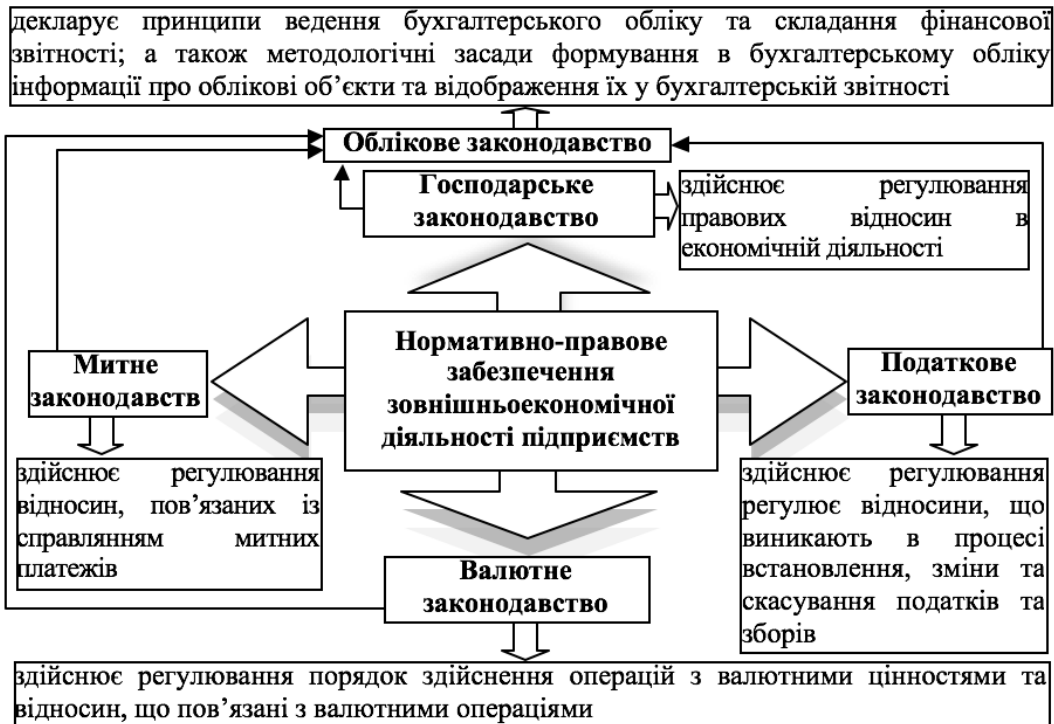 декларує принципи ведення бухгалтерського обліку та складання фінансової
звітності; а також методологічні засади формування в бухгалтерському обліку
інформації про облікові об’єкти та відображення їх у бухгалтерській звітності
Облікове законодавство
Господарське
законодавство
здійснює регулювання
правових відносин в
економічній діяльності
Нормативно-правове
забезпечення
зовнішньоекономічної
діяльності підприємств
Митне
законодавств
Податкове
законодавство
здійснює регулювання
відносин, пов’язаних із
справлянням митних
платежів
здійснює регулювання
регулює відносини, що
виникають в процесі
встановлення, зміни та
скасування податків та
зборів
Валютне
законодавство
здійснює регулювання порядок здійснення операцій з валютними цінностями та
відносин, що пов’язані з валютними операціями